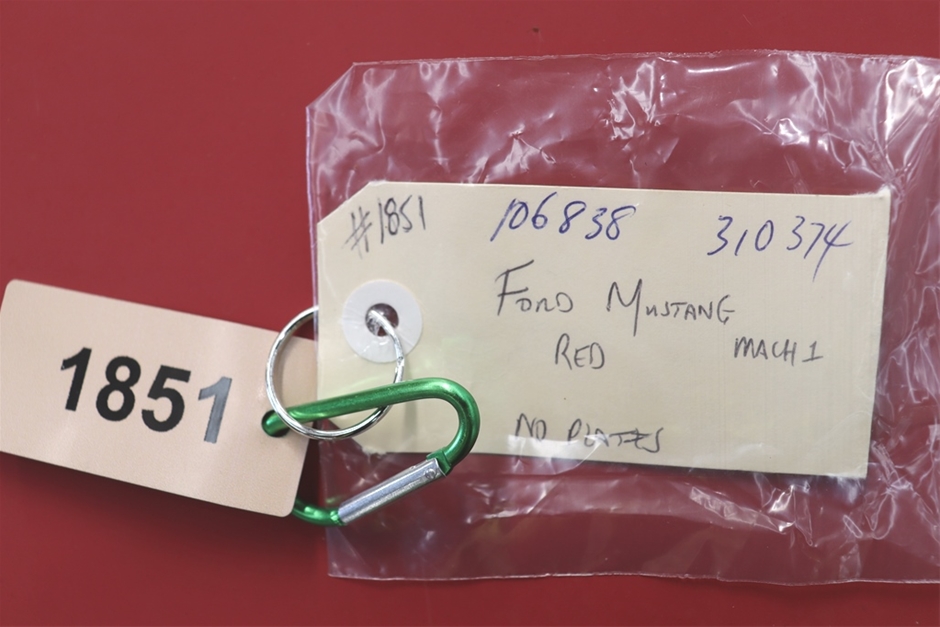 #1851 106838 310374
FORD MUSTANG
RED MACH 1
NO PLATES
1851